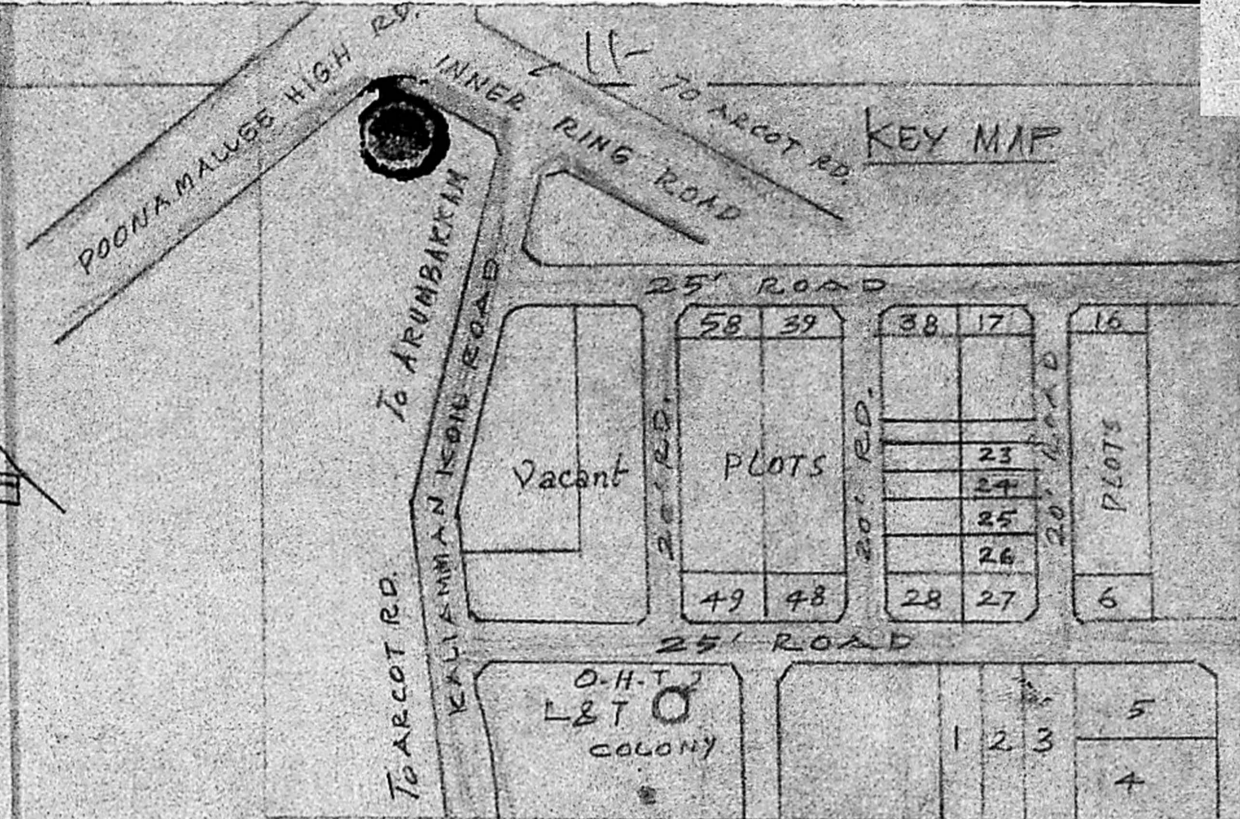 POONAMALLEE HIGH RD.
INNER RING ROAD
TO ARCOT RD.
11-
KEY MAP
To ARUMBAKKAM
KALIAMMAN KOIL ROAD
To ARCOT RD.
25' ROAD
58 39 38 17 16
Vacant
20' RD.
PLOTS
20' RD.
23
24
25
26
20' ROAD
PLOTS
49 48 28 27 6
25' ROAD
O-H-T
L&T
COLONY
1 2 3
5
4